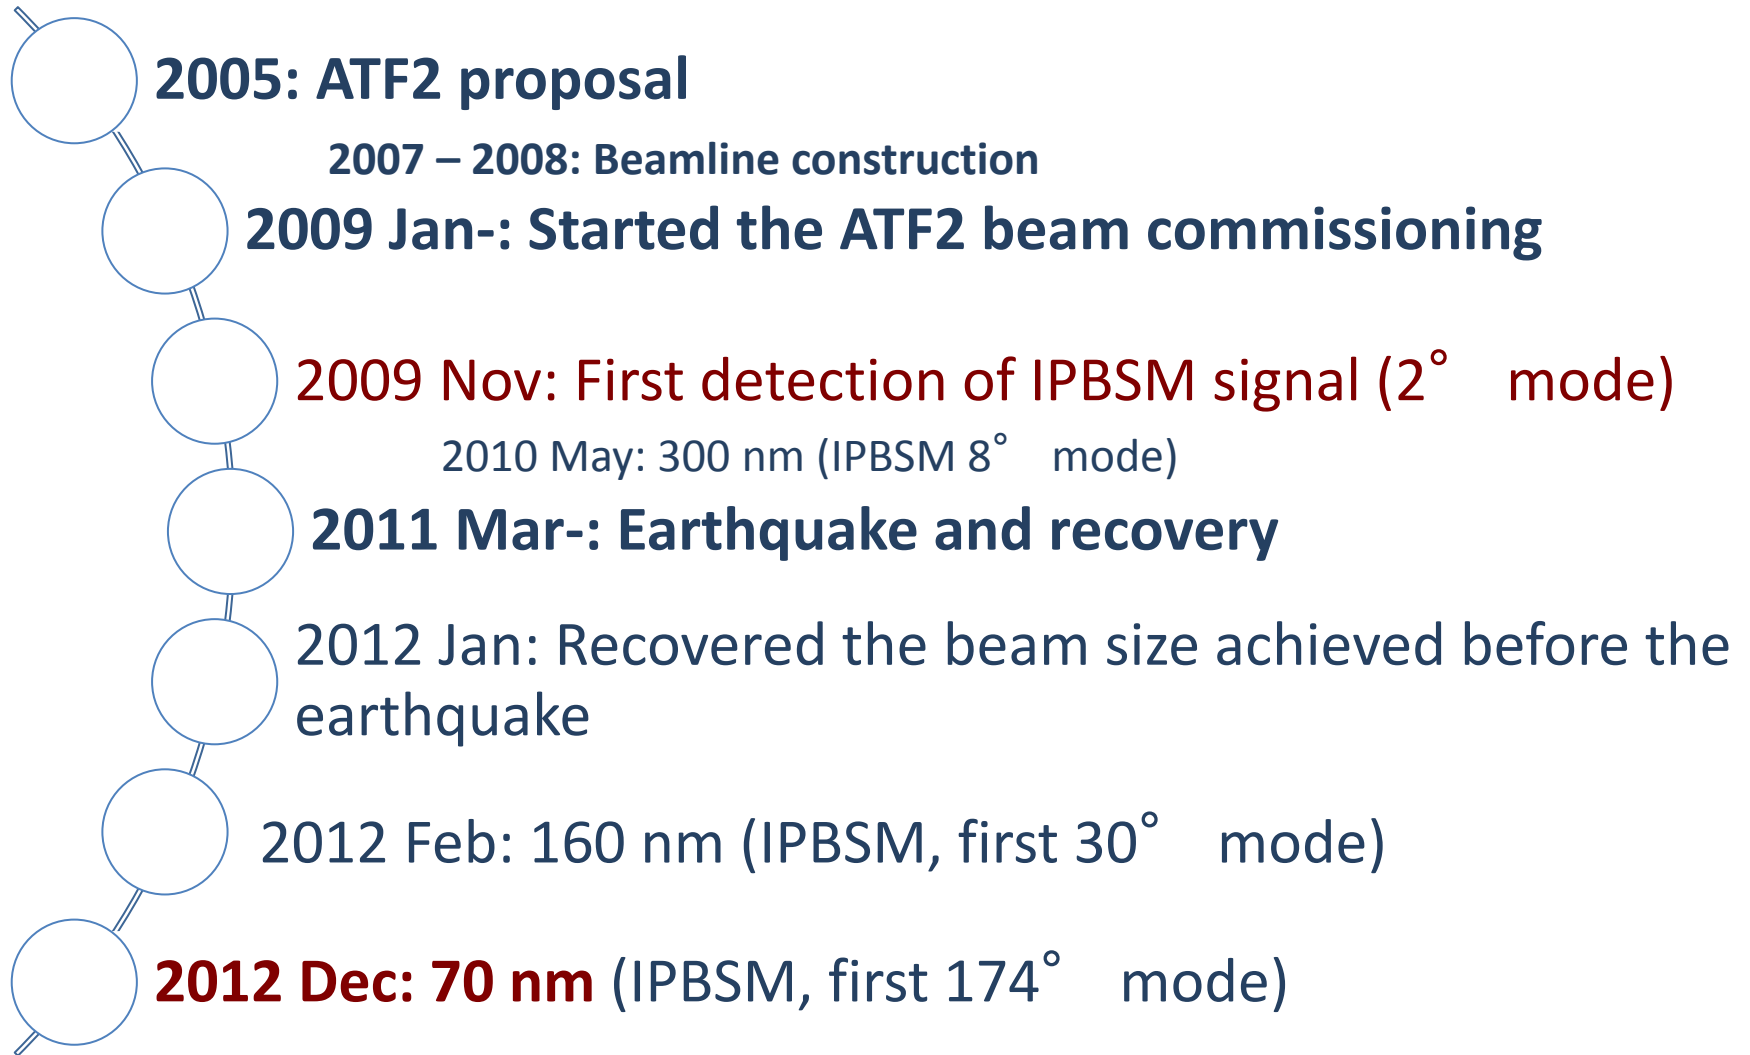 2005: ATF2 proposal
2007 – 2008: Beamline construction
2009 Jan-: Started the ATF2 beam commissioning
2009 Nov: First detection of IPBSM signal (2° mode)
2010 May: 300 nm (IPBSM 8° mode)
2011 Mar-: Earthquake and recovery
2012 Jan: Recovered the beam size achieved before the
earthquake
2012 Feb: 160 nm (IPBSM, first 30° mode)
2012 Dec: 70 nm (IPBSM, first 174° mode)